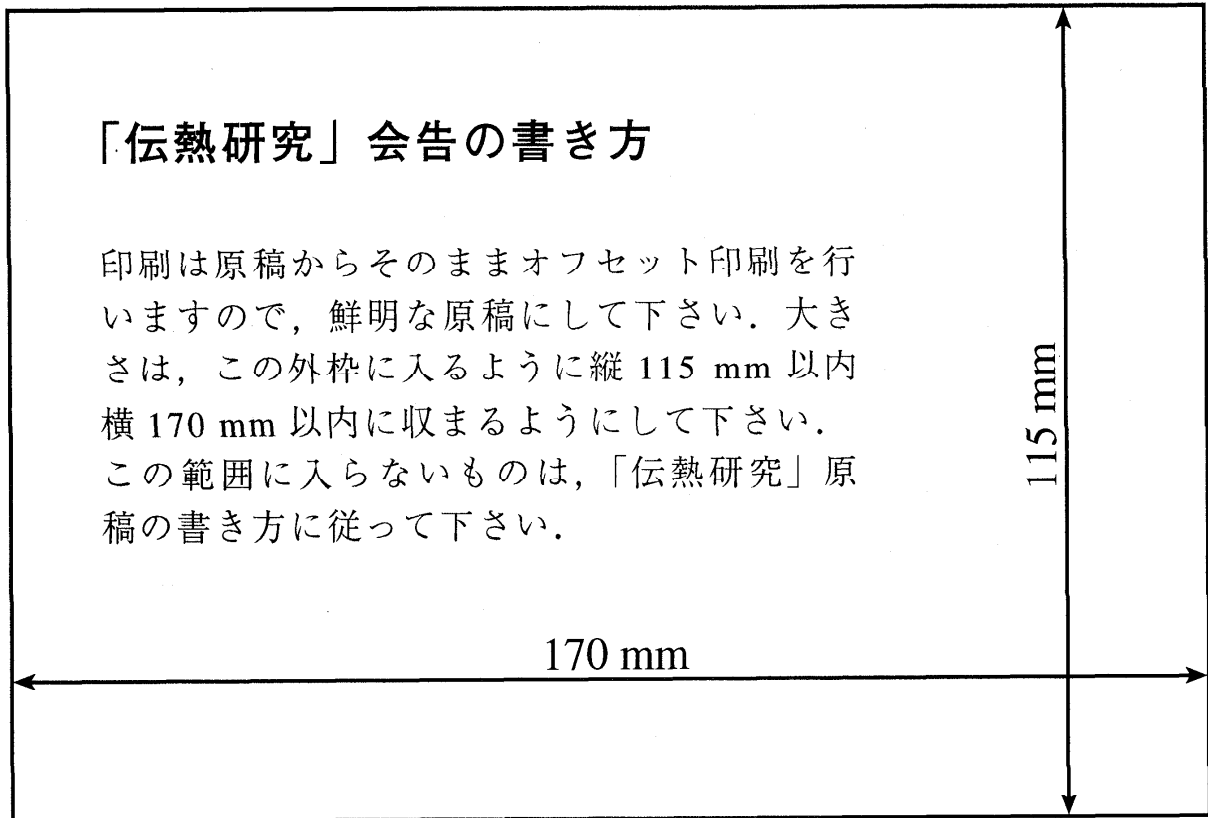 「伝熱研究」会告の書き方
印刷は原稿からそのままオフセット印刷を行
いますので，鮮明な原稿にして下さい．大き
さは，この外枠に入るように縦 115 mm 以内
横 170 mm 以内に収まるようにして下さい．
この範囲に入らないものは，「伝熱研究」原
稿の書き方に従って下さい．
115 mm
170 mm